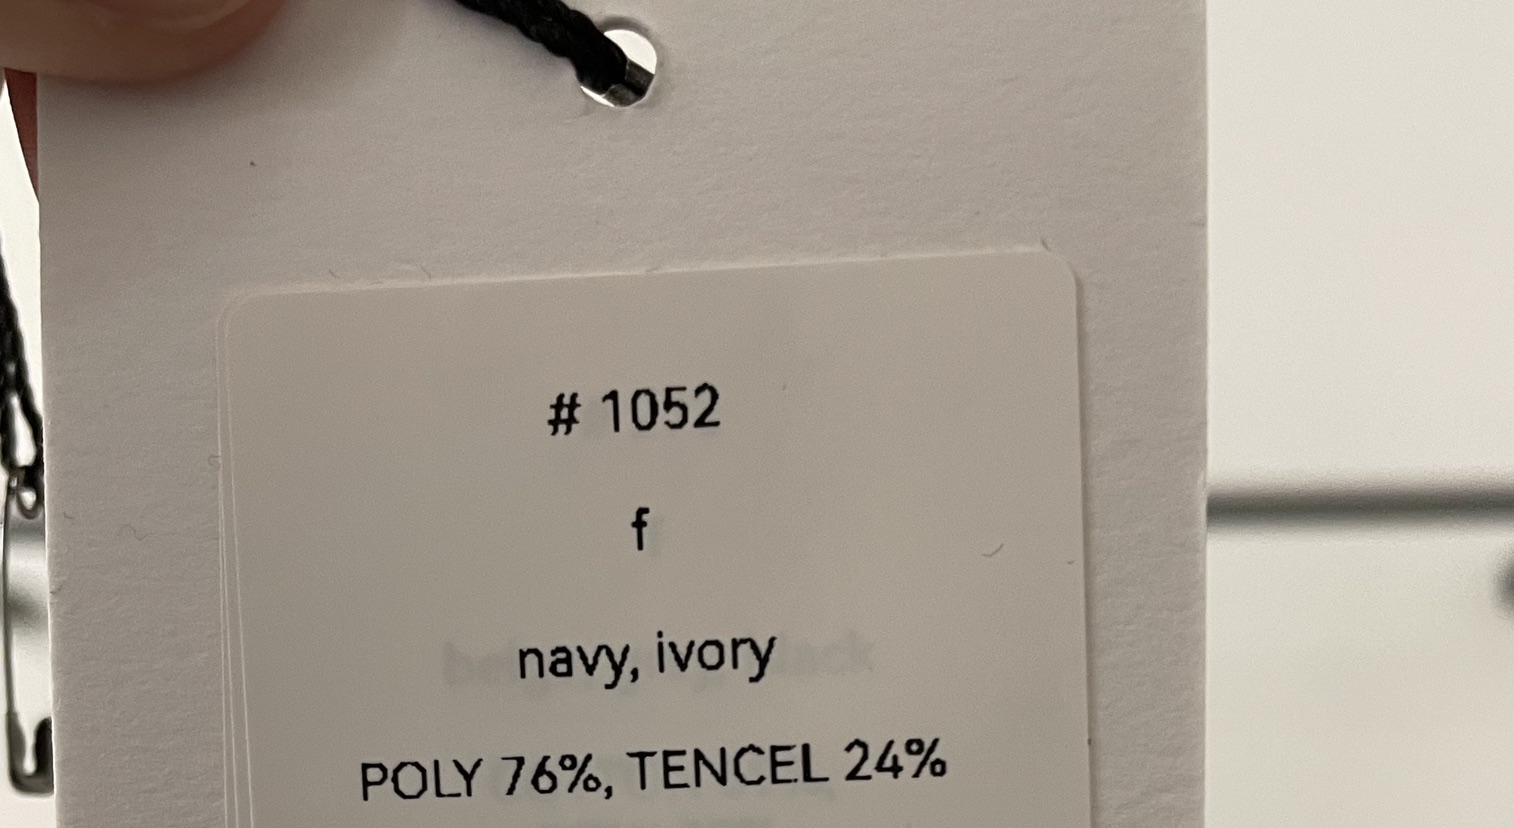 # 1052
f
navy, ivory
POLY 76%, TENCEL 24%